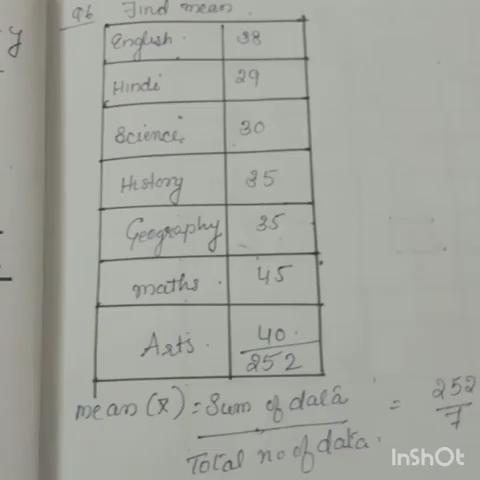 Q6 Find mean.
English. 38
Hindi 29
Science. 30
History 35
Geography 35
maths. 45
Arts. 40.
252
mean (x̄) = Sum of data = 252
Total no of data. 7
InShOt